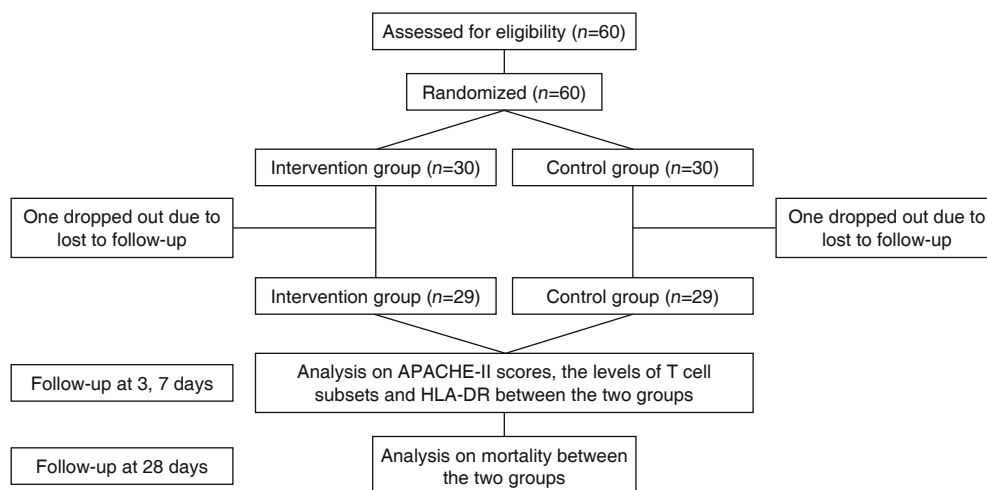 Assessed for eligibility (n=60)
Randomized (n=60)
Intervention group (n=30)
Control group (n=30)
One dropped out due to
lost to follow-up
One dropped out due to
lost to follow-up
Intervention group (n=29)
Control group (n=29)
Follow-up at 3, 7 days
Analysis on APACHE-II scores, the levels of T cell
subsets and HLA-DR between the two groups
Follow-up at 28 days
Analysis on mortality between
the two groups